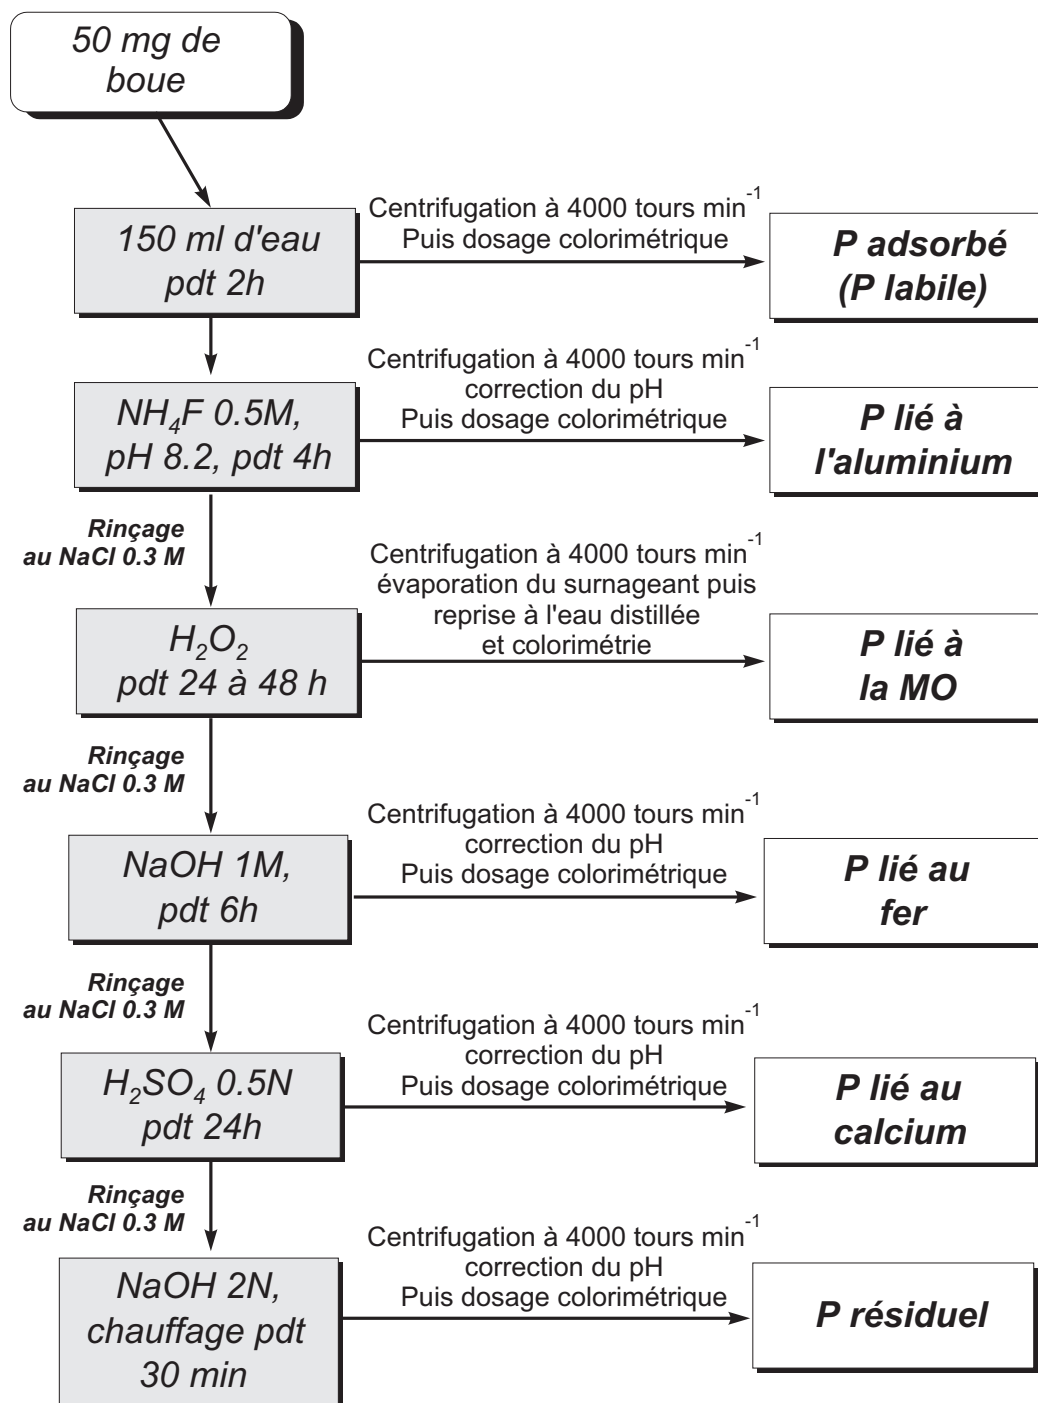 50 mg de
boue
150 ml d'eau
pdt 2h
Centrifugation à 4000 tours min⁻¹
Puis dosage colorimétrique
P adsorbé
(P labile)
NH₄F 0.5M,
pH 8.2, pdt 4h
Centrifugation à 4000 tours min⁻¹
correction du pH
Puis dosage colorimétrique
P lié à
l'aluminium
Rinçage
au NaCl 0.3 M
H₂O₂
pdt 24 à 48 h
Centrifugation à 4000 tours min⁻¹
évaporation du surnageant puis
reprise à l'eau distillée
et colorimétrie
P lié à
la MO
Rinçage
au NaCl 0.3 M
NaOH 1M,
pdt 6h
Centrifugation à 4000 tours min⁻¹
correction du pH
Puis dosage colorimétrique
P lié au
fer
Rinçage
au NaCl 0.3 M
H₂SO₄ 0.5N
pdt 24h
Centrifugation à 4000 tours min⁻¹
correction du pH
Puis dosage colorimétrique
P lié au
calcium
Rinçage
au NaCl 0.3 M
NaOH 2N,
chauffage pdt
30 min
Centrifugation à 4000 tours min⁻¹
correction du pH
Puis dosage colorimétrique
P résiduel